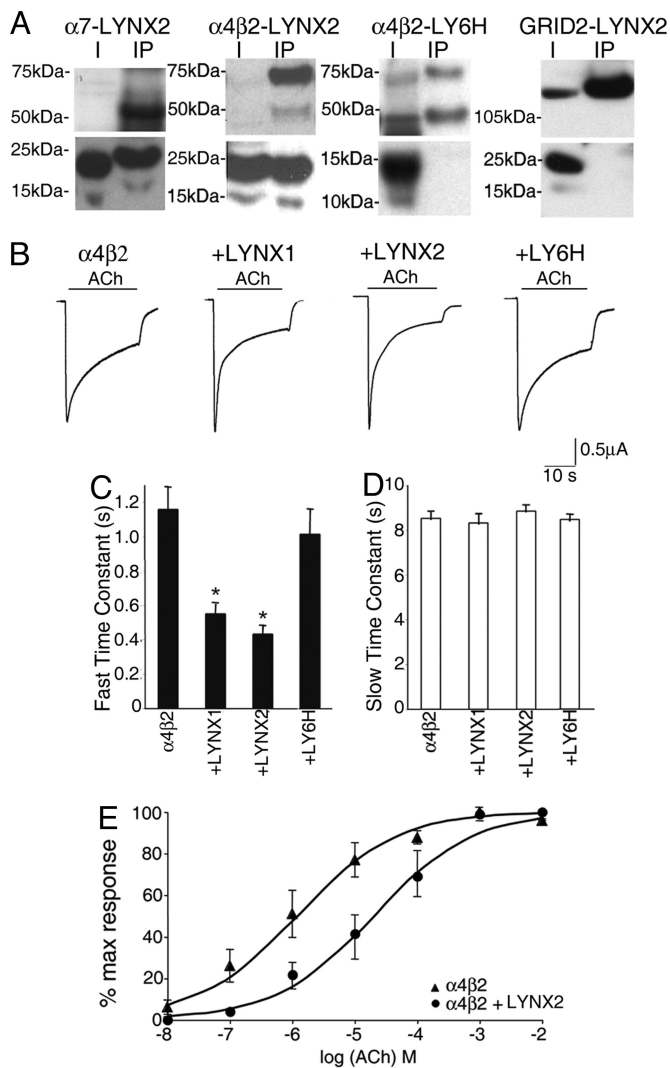 A
α7-LYNX2 α4β2-LYNX2 α4β2-LY6H GRID2-LYNX2
I IP I IP I IP I IP
75kDa- 75kDa- 75kDa-
50kDa- 50kDa- 50kDa- 105kDa-
25kDa- 25kDa- 15kDa- 25kDa-
15kDa- 15kDa- 10kDa- 15kDa-
B
α4β2 +LYNX1 +LYNX2 +LY6H
ACh ACh ACh ACh
0.5μA
10 s
C
Fast Time Constant (s)
1.2
1.0
0.8
0.6
0.4
0.2
0
* *
α4β2 +LYNX1 +LYNX2 +LY6H
D
Slow Time Constant (s)
10
8
6
4
2
0
α4β2 +LYNX1 +LYNX2 +LY6H
E
% max response
100
80
60
40
20
0
-8 -7 -6 -5 -4 -3 -2
log (ACh) M
▲ α4β2
● α4β2 + LYNX2